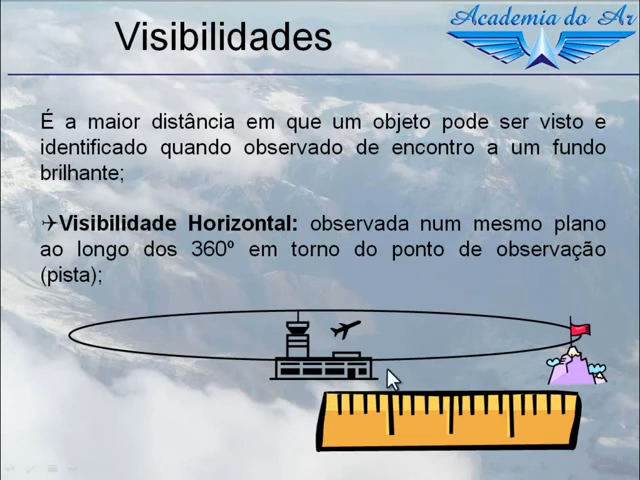 Visibilidades
Academia do Ar
É a maior distância em que um objeto pode ser visto e
identificado quando observado de encontro a um fundo
brilhante;
✈Visibilidade Horizontal: observada num mesmo plano
ao longo dos 360º em torno do ponto de observação
(pista);